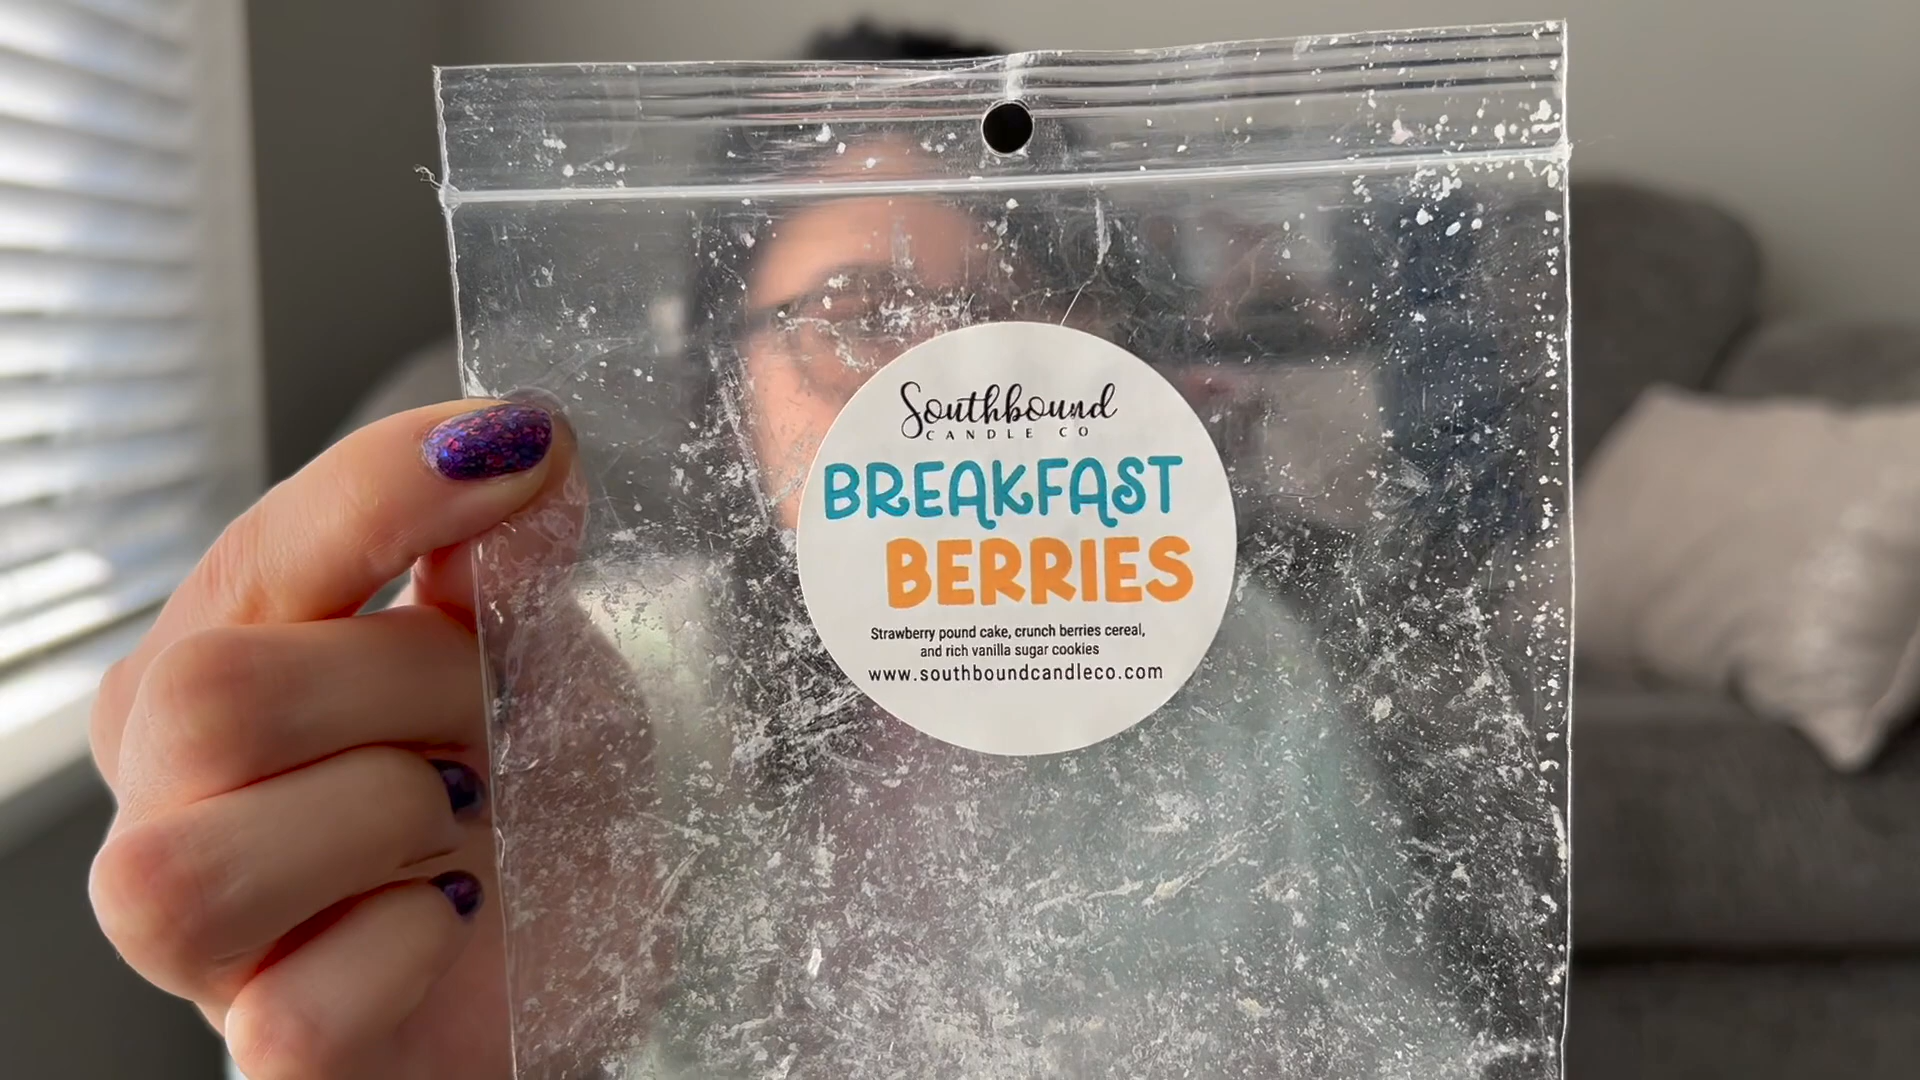 Southbound
CANDLE CO
BREAKFAST
BERRIES
Strawberry pound cake, crunch berries cereal,
and rich vanilla sugar cookies
www.southboundcandleco.com